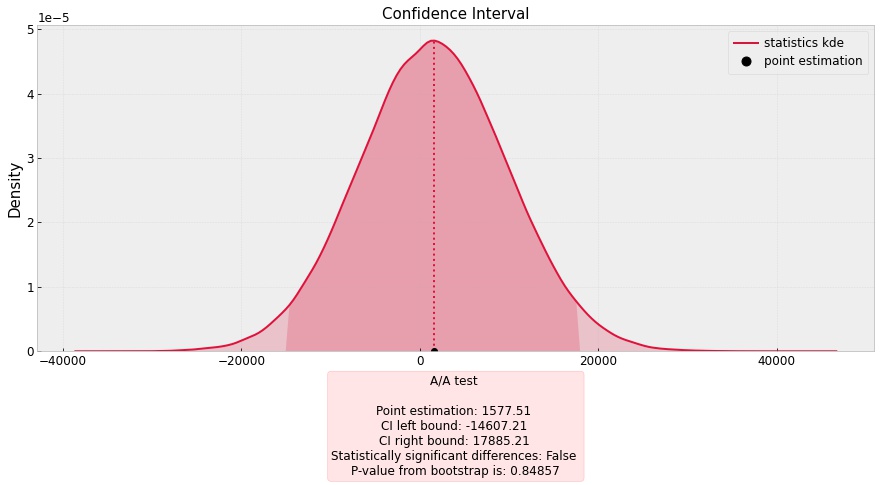 Confidence Interval
1e−5
statistics kde
point estimation
Density
5
4
3
2
1
0
−40000
−20000
0
20000
40000
A/A test
Point estimation: 1577.51
CI left bound: -14607.21
CI right bound: 17885.21
Statistically significant differences: False
P-value from bootstrap is: 0.84857